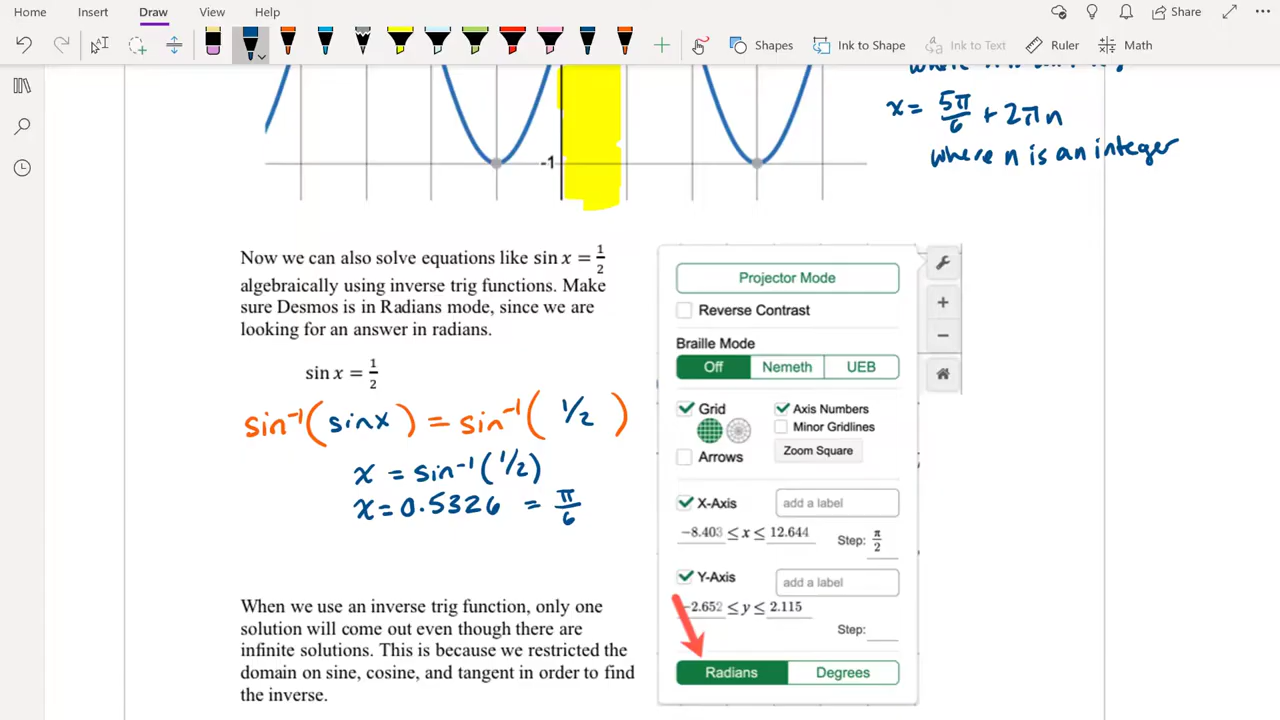 Home Insert Draw View Help Share
Shapes Ink to Shape Ink to Text Ruler Math
x = 5π/6 + 2πn
where n is an integer
-1
Now we can also solve equations like sin x = 1/2
algebraically using inverse trig functions. Make
sure Desmos is in Radians mode, since we are
looking for an answer in radians.
sin x = 1/2
sin⁻¹( sinx ) = sin⁻¹( 1/2 )
x = sin⁻¹(1/2)
x = 0.5326 = π/6
When we use an inverse trig function, only one
solution will come out even though there are
infinite solutions. This is because we restricted the
domain on sine, cosine, and tangent in order to find
the inverse.
Projector Mode
Reverse Contrast
Braille Mode
Off Nemeth UEB
Grid Axis Numbers
Minor Gridlines
Arrows Zoom Square
X-Axis add a label
-8.403 ≤ x ≤ 12.644 Step: π/2
Y-Axis add a label
-2.652 ≤ y ≤ 2.115
Step:
Radians Degrees